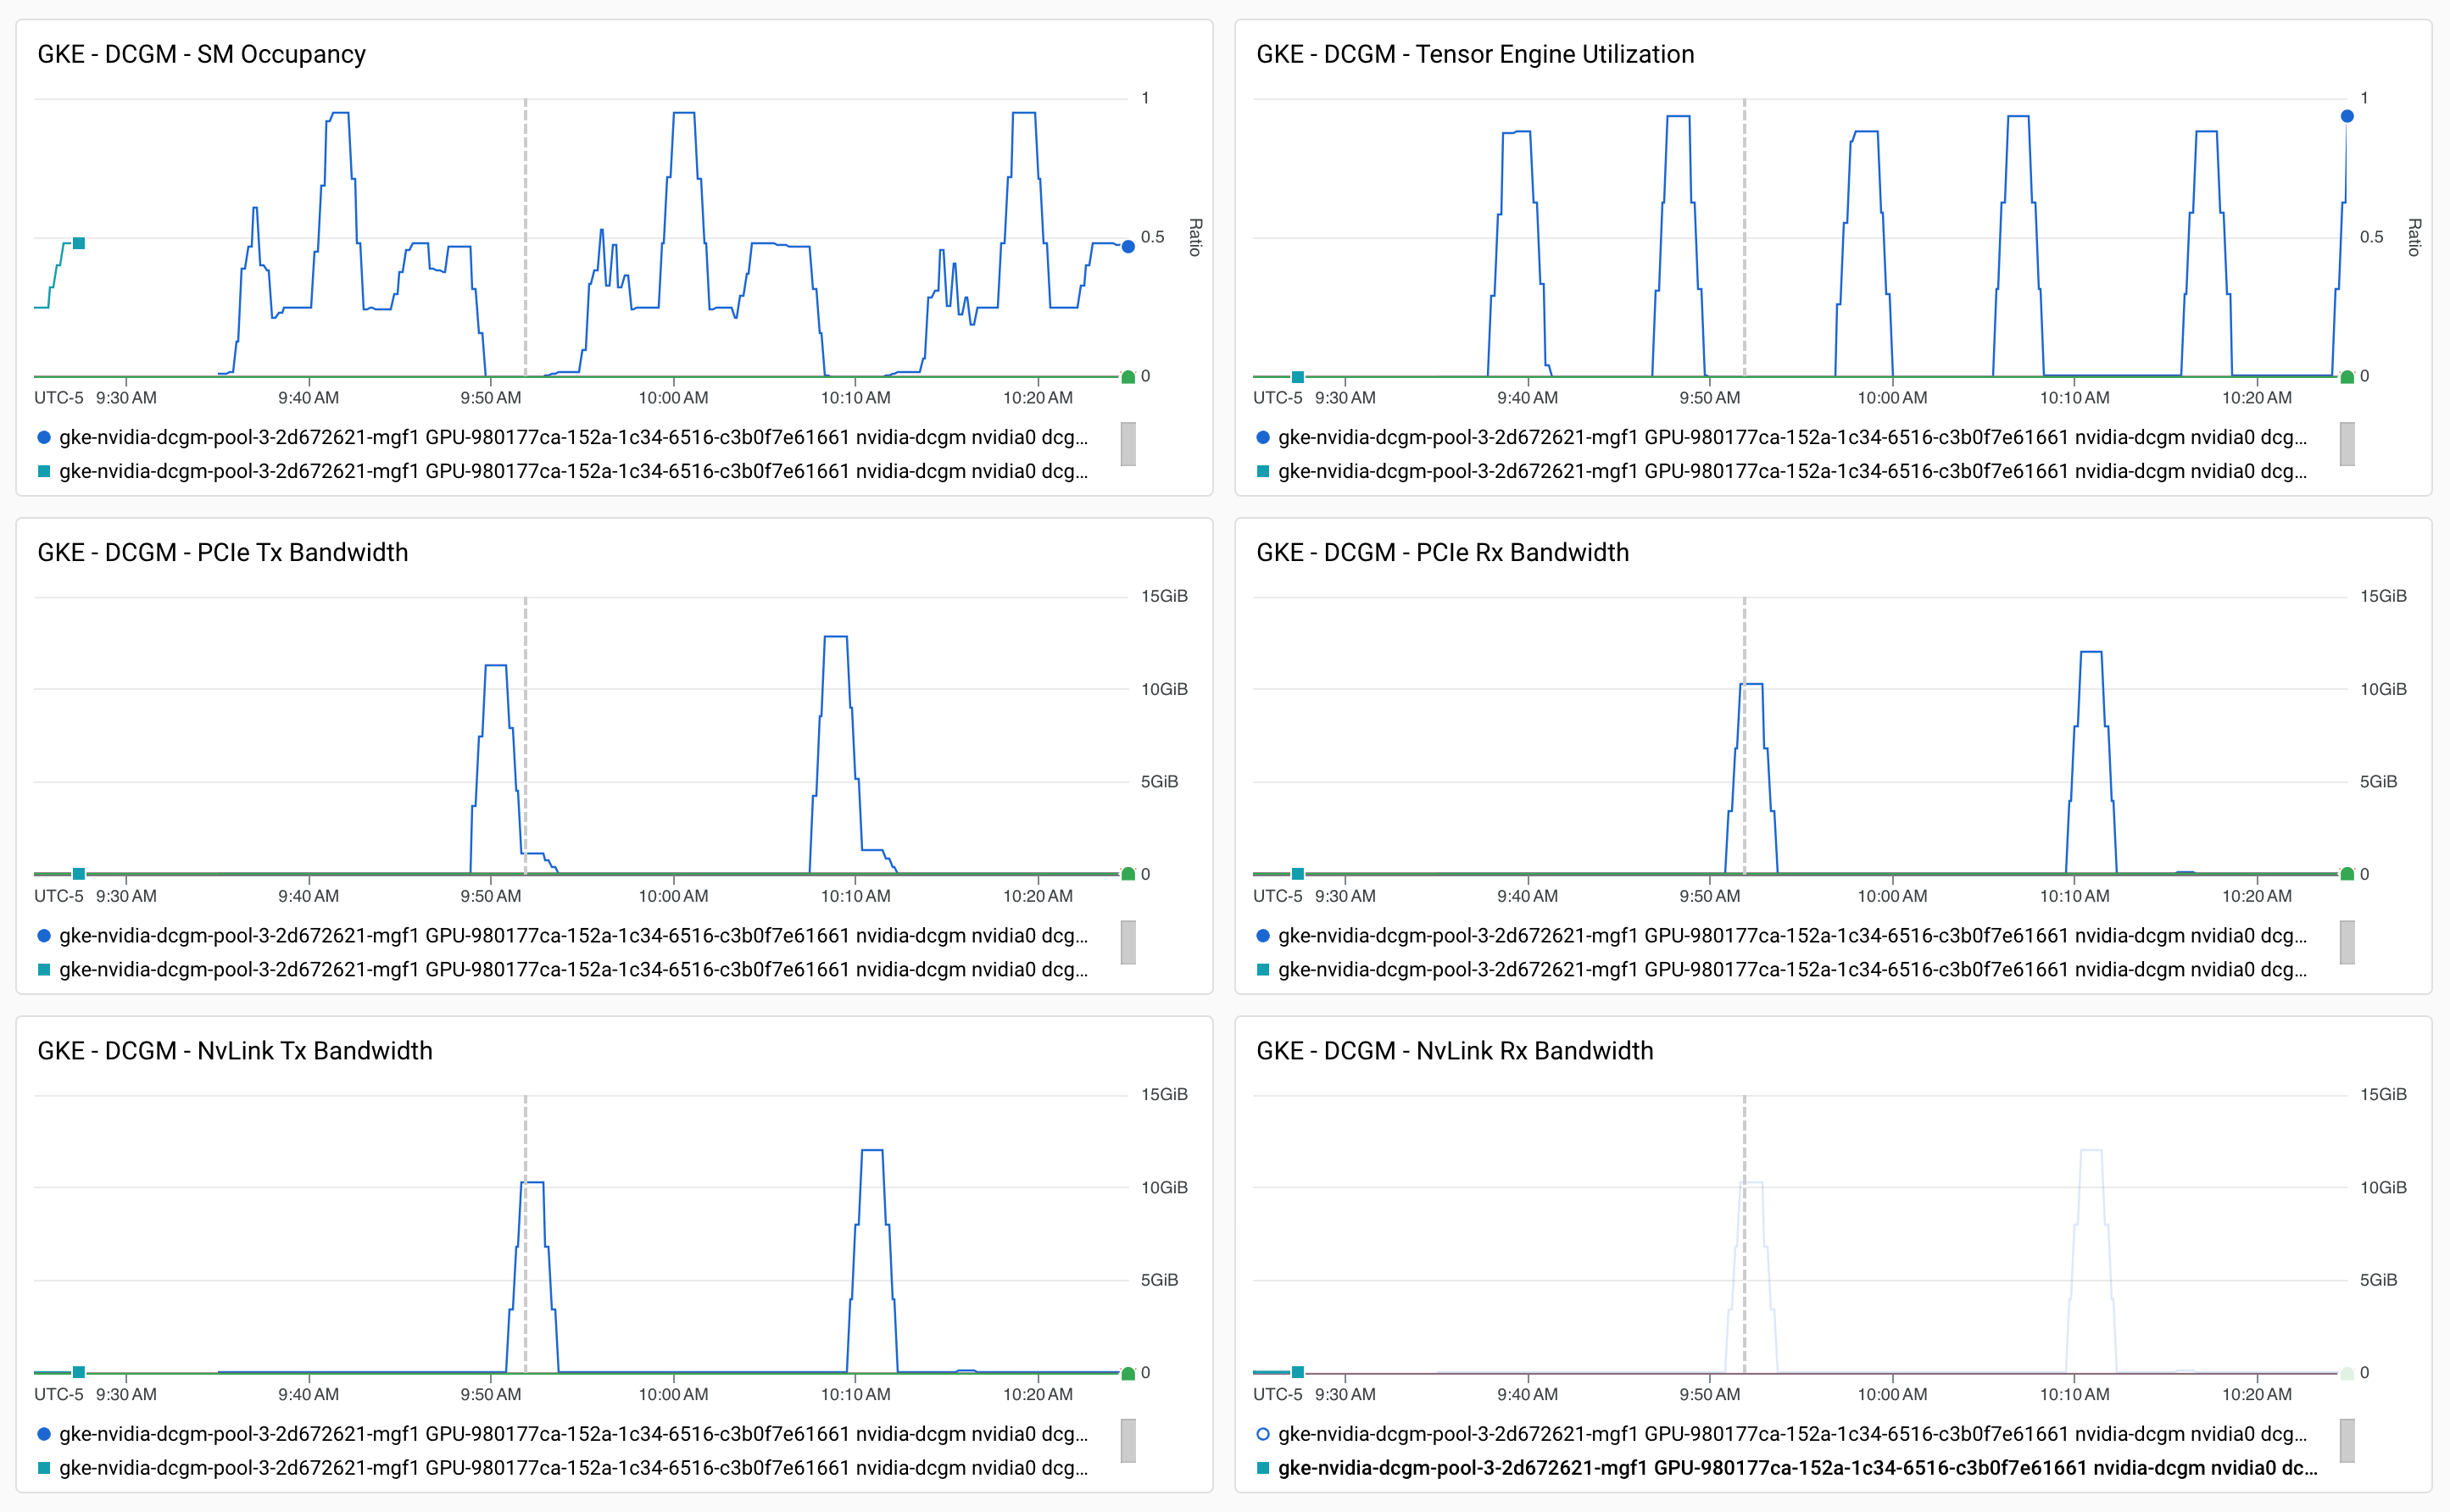 GKE - DCGM - SM Occupancy
1
0.5
0
Ratio
UTC-5 9:30 AM 9:40 AM 9:50 AM 10:00 AM 10:10 AM 10:20 AM
gke-nvidia-dcgm-pool-3-2d672621-mgf1 GPU-980177ca-152a-1c34-6516-c3b0f7e61661 nvidia-dcgm nvidia0 dcg...
gke-nvidia-dcgm-pool-3-2d672621-mgf1 GPU-980177ca-152a-1c34-6516-c3b0f7e61661 nvidia-dcgm nvidia0 dcg...
GKE - DCGM - Tensor Engine Utilization
1
0.5
0
Ratio
UTC-5 9:30 AM 9:40 AM 9:50 AM 10:00 AM 10:10 AM 10:20 AM
gke-nvidia-dcgm-pool-3-2d672621-mgf1 GPU-980177ca-152a-1c34-6516-c3b0f7e61661 nvidia-dcgm nvidia0 dcg...
gke-nvidia-dcgm-pool-3-2d672621-mgf1 GPU-980177ca-152a-1c34-6516-c3b0f7e61661 nvidia-dcgm nvidia0 dcg...
GKE - DCGM - PCIe Tx Bandwidth
15GiB
10GiB
5GiB
0
UTC-5 9:30 AM 9:40 AM 9:50 AM 10:00 AM 10:10 AM 10:20 AM
gke-nvidia-dcgm-pool-3-2d672621-mgf1 GPU-980177ca-152a-1c34-6516-c3b0f7e61661 nvidia-dcgm nvidia0 dcg...
gke-nvidia-dcgm-pool-3-2d672621-mgf1 GPU-980177ca-152a-1c34-6516-c3b0f7e61661 nvidia-dcgm nvidia0 dcg...
GKE - DCGM - PCIe Rx Bandwidth
15GiB
10GiB
5GiB
0
UTC-5 9:30 AM 9:40 AM 9:50 AM 10:00 AM 10:10 AM 10:20 AM
gke-nvidia-dcgm-pool-3-2d672621-mgf1 GPU-980177ca-152a-1c34-6516-c3b0f7e61661 nvidia-dcgm nvidia0 dcg...
gke-nvidia-dcgm-pool-3-2d672621-mgf1 GPU-980177ca-152a-1c34-6516-c3b0f7e61661 nvidia-dcgm nvidia0 dcg...
GKE - DCGM - NvLink Tx Bandwidth
15GiB
10GiB
5GiB
0
UTC-5 9:30 AM 9:40 AM 9:50 AM 10:00 AM 10:10 AM 10:20 AM
gke-nvidia-dcgm-pool-3-2d672621-mgf1 GPU-980177ca-152a-1c34-6516-c3b0f7e61661 nvidia-dcgm nvidia0 dcg...
gke-nvidia-dcgm-pool-3-2d672621-mgf1 GPU-980177ca-152a-1c34-6516-c3b0f7e61661 nvidia-dcgm nvidia0 dcg...
GKE - DCGM - NvLink Rx Bandwidth
15GiB
10GiB
5GiB
0
UTC-5 9:30 AM 9:40 AM 9:50 AM 10:00 AM 10:10 AM 10:20 AM
gke-nvidia-dcgm-pool-3-2d672621-mgf1 GPU-980177ca-152a-1c34-6516-c3b0f7e61661 nvidia-dcgm nvidia0 dcg...
gke-nvidia-dcgm-pool-3-2d672621-mgf1 GPU-980177ca-152a-1c34-6516-c3b0f7e61661 nvidia-dcgm nvidia0 dc...